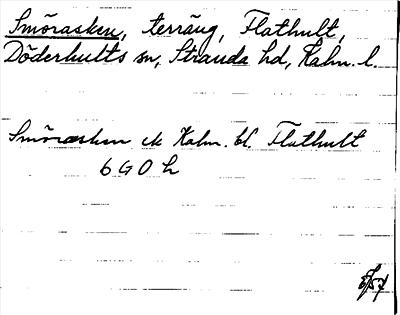 Smörasken, terräng, Flathult,
Döderhults sn, Stranda hd, Kalm. l.
Smörasken ek Kalm. bl. Flathult
6 G 0 h